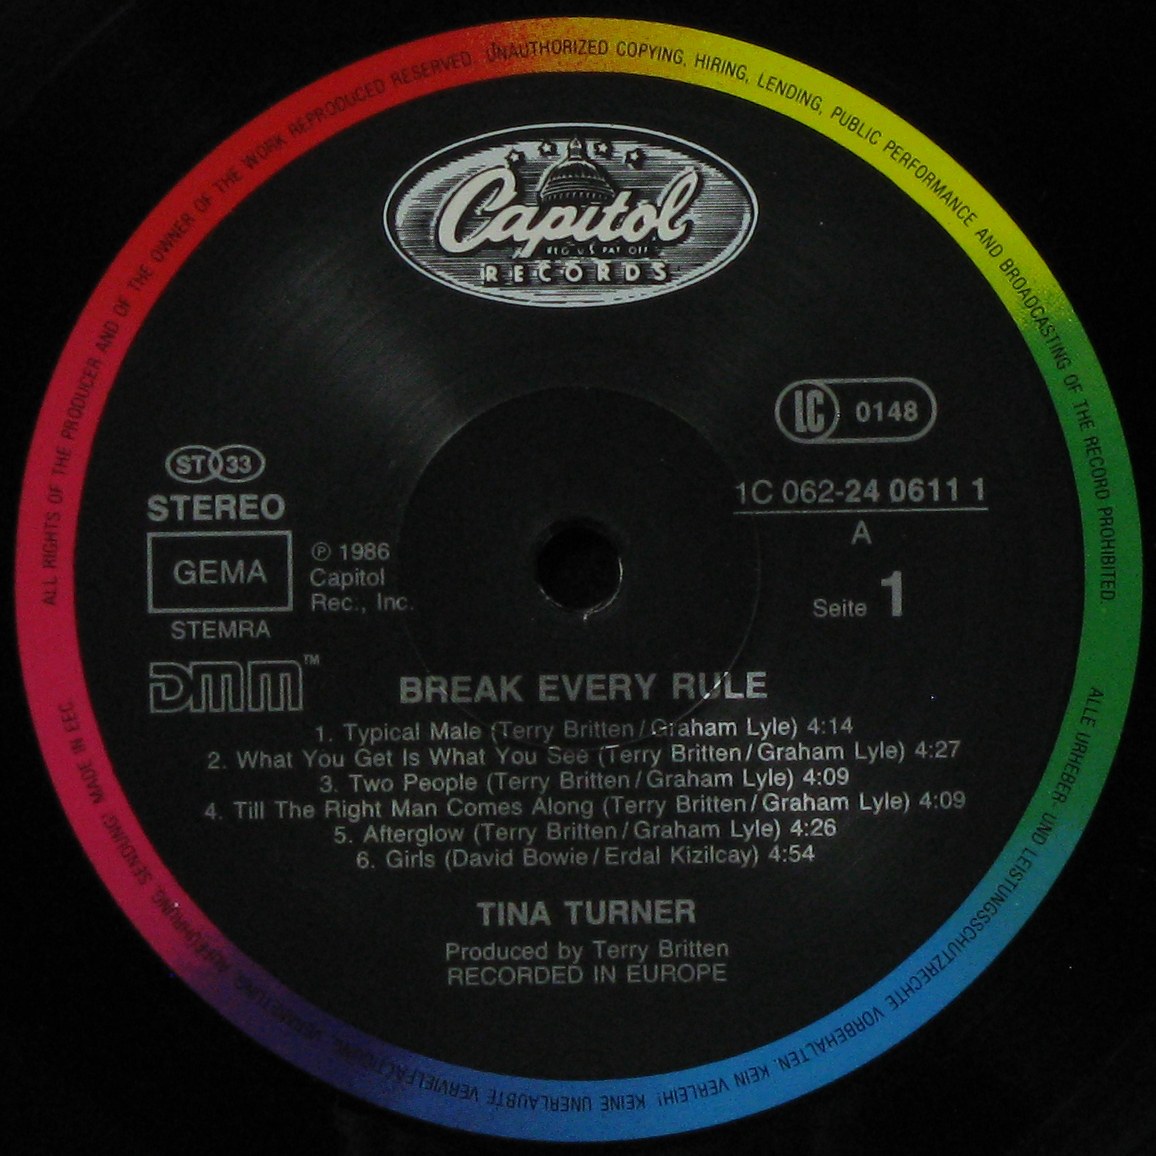 ALL RIGHTS OF THE PRODUCER AND OF THE OWNER OF THE WORK REPRODUCED RESERVED. UNAUTHORIZED COPYING, HIRING, LENDING, PUBLIC PERFORMANCE AND BROADCASTING OF THE RECORD PROHIBITED.
Capitol
REG. U.S. PAT. OFF.
RECORDS
LC 0148
ST 33
STEREO
GEMA
STEMRA
DMM™
℗ 1986
Capitol
Rec., Inc.
1C 062-24 0611 1
A
Seite 1
BREAK EVERY RULE
1. Typical Male (Terry Britten/Graham Lyle) 4:14
2. What You Get Is What You See (Terry Britten/Graham Lyle) 4:27
3. Two People (Terry Britten/Graham Lyle) 4:09
4. Till The Right Man Comes Along (Terry Britten/Graham Lyle) 4:09
5. Afterglow (Terry Britten/Graham Lyle) 4:26
6. Girls (David Bowie/Erdal Kizilcay) 4:54
TINA TURNER
Produced by Terry Britten
RECORDED IN EUROPE
ALLE URHEBER- UND LEISTUNGSSCHUTZRECHTE VORBEHALTEN. KEIN VERLEIH! KEINE UNERLAUBTE VERVIELFÄLTIGUNG, VERMIETUNG, AUFFÜHRUNG, SENDUNG! MADE IN EEC